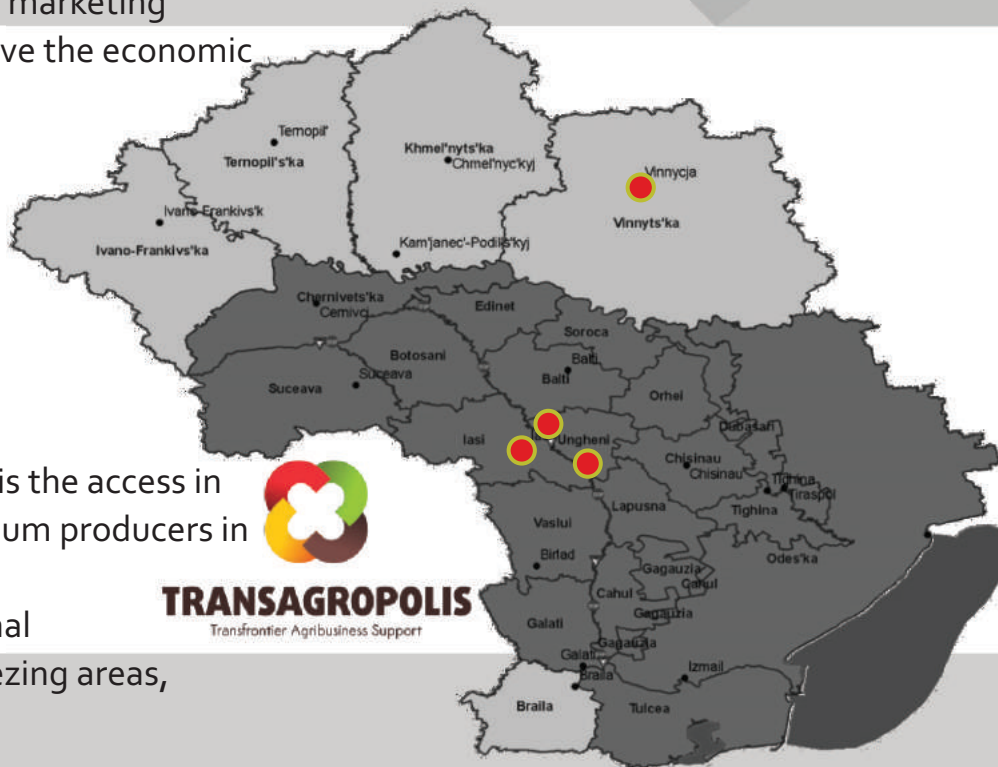 marketing
ve the economic
Ternopil'
Ternopil's'ka
Khmel'nyts'ka
Chmel'nyc'kyj
Vinnycja
Vinnyts'ka
Ivano-Frankivs'k
Ivano-Frankivs'ka
Kam'janec'-Podil's'kyj
Chernivets'ka
Cernivci
Edinet
Soroca
Botosani
Balti
Balti
Suceava
Suceava
Orhei
Iasi
Ungheni
Dubasari
Chisinau
Chisinau
Tighina
Tiraspol
Tighina
Lapusna
is the access in
um producers in
Vaslui
Birlad
Odes'ka
Gagauzia
Cahul
Cahul
Gagauzia
TRANSAGROPOLIS
Transfrontier Agribusiness Support
Galati
Gagauzia
nal
Galati
Izmail
ezing areas,
Braila
Braila
Tulcea